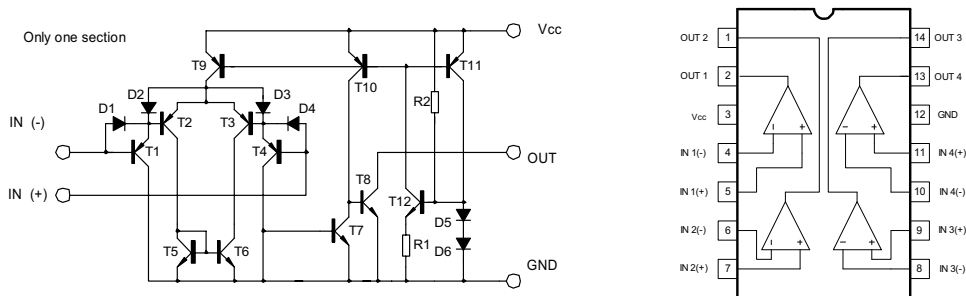 Only one section
Vcc
T9
T10
T11
D1
D2
D3
D4
R2
IN (-)
T2
T3
T1
T4
OUT
IN (+)
T8
T12
T7
D5
T5
T6
R1
D6
GND
OUT 2
1
14
OUT 3
OUT 1
2
13
OUT 4
Vcc
3
12
GND
IN 1(-)
4
11
IN 4(+)
IN 1(+)
5
10
IN 4(-)
IN 2(-)
6
9
IN 3(+)
IN 2(+)
7
8
IN 3(-)